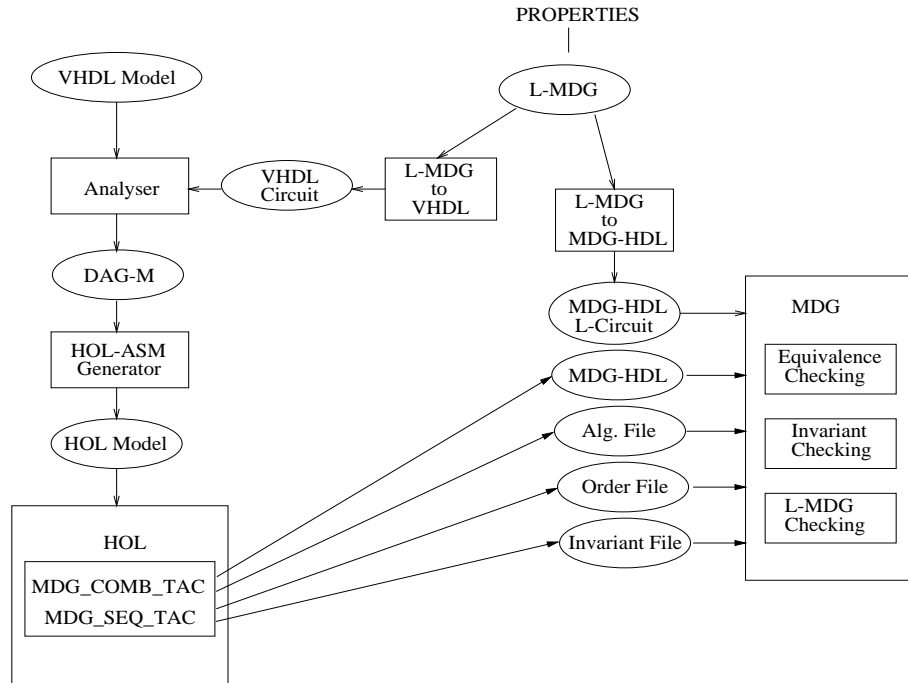 PROPERTIES
VHDL Model
L-MDG
Analyser
VHDL
Circuit
L-MDG
to
VHDL
L-MDG
to
MDG-HDL
DAG-M
MDG-HDL
L-Circuit
MDG
HOL-ASM
Generator
MDG-HDL
Equivalence
Checking
HOL Model
Alg. File
Invariant
Checking
Order File
L-MDG
Checking
HOL
Invariant File
MDG_COMB_TAC
MDG_SEQ_TAC